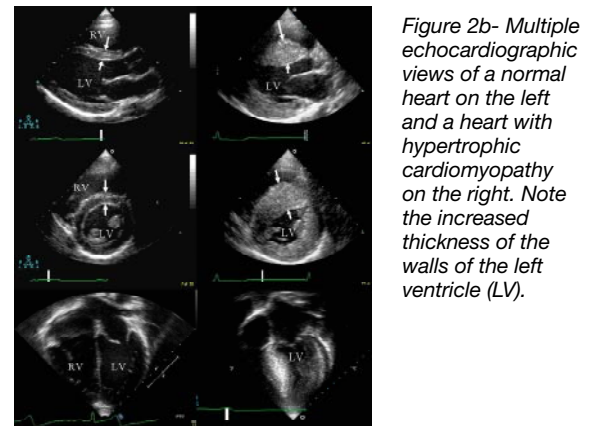 Figure 2b- Multiple
echocardiographic
views of a normal
heart on the left
and a heart with
hypertrophic
cardiomyopathy
on the right. Note
the increased
thickness of the
walls of the left
ventricle (LV).
RV
LV
LV
RV
LV
LV
RV LV
LV